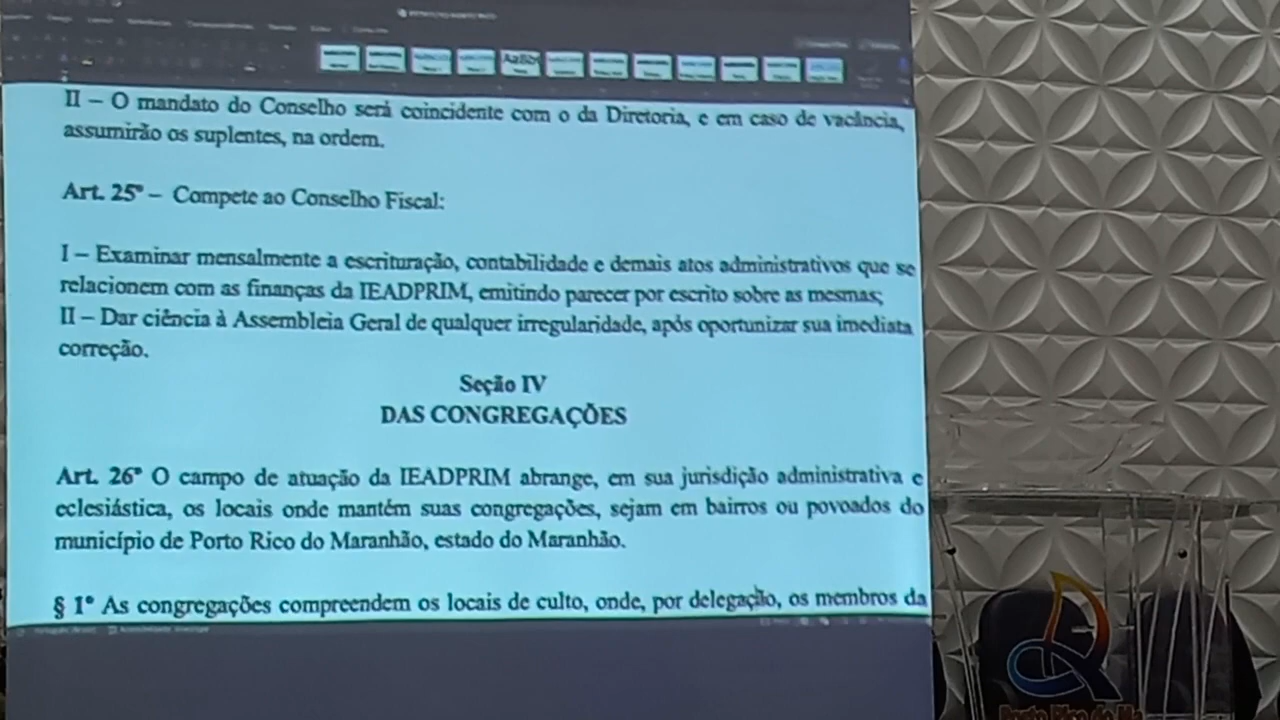 II – O mandato do Conselho será coincidente com o da Diretoria, e em caso de vacância,
assumirão os suplentes, na ordem.
Art. 25º – Compete ao Conselho Fiscal:
I – Examinar mensalmente a escrituração, contabilidade e demais atos administrativos que se
relacionem com as finanças da IEADPRIM, emitindo parecer por escrito sobre as mesmas;
II – Dar ciência à Assembleia Geral de qualquer irregularidade, após oportunizar sua imediata
correção.
Seção IV
DAS CONGREGAÇÕES
Art. 26º O campo de atuação da IEADPRIM abrange, em sua jurisdição administrativa e
eclesiástica, os locais onde mantém suas congregações, sejam em bairros ou povoados do
município de Porto Rico do Maranhão, estado do Maranhão.
§ 1º As congregações compreendem os locais de culto, onde, por delegação, os membros da